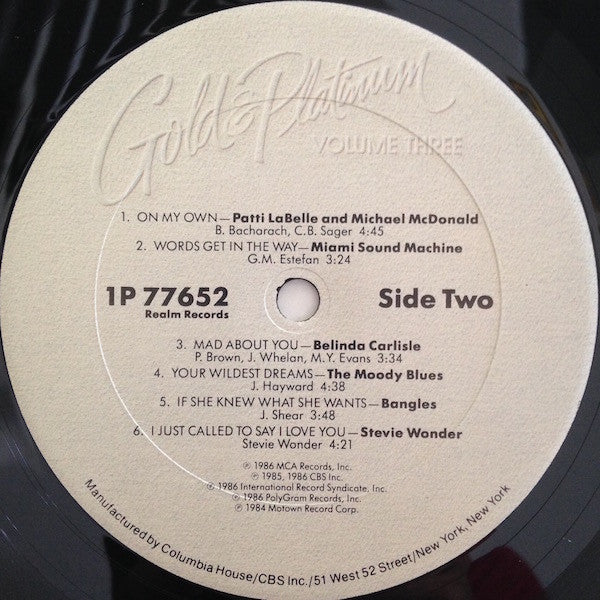 Gold & Platinum
VOLUME THREE
1. ON MY OWN—Patti LaBelle and Michael McDonald
B. Bacharach, C.B. Sager 4:45
2. WORDS GET IN THE WAY—Miami Sound Machine
G.M. Estefan 3:24
1P 77652
Realm Records
Side Two
3. MAD ABOUT YOU—Belinda Carlisle
P. Brown, J. Whelan, M.Y. Evans 3:34
4. YOUR WILDEST DREAMS—The Moody Blues
J. Hayward 4:38
5. IF SHE KNEW WHAT SHE WANTS—Bangles
J. Shear 3:48
6. I JUST CALLED TO SAY I LOVE YOU—Stevie Wonder
Stevie Wonder 4:21
℗ 1986 MCA Records, Inc.
℗ 1985, 1986 CBS Inc.
℗ 1986 International Record Syndicate, Inc.
℗ 1986 PolyGram Records, Inc.
℗ 1984 Motown Record Corp.
Manufactured by Columbia House/CBS Inc./51 West 52 Street/New York, New York